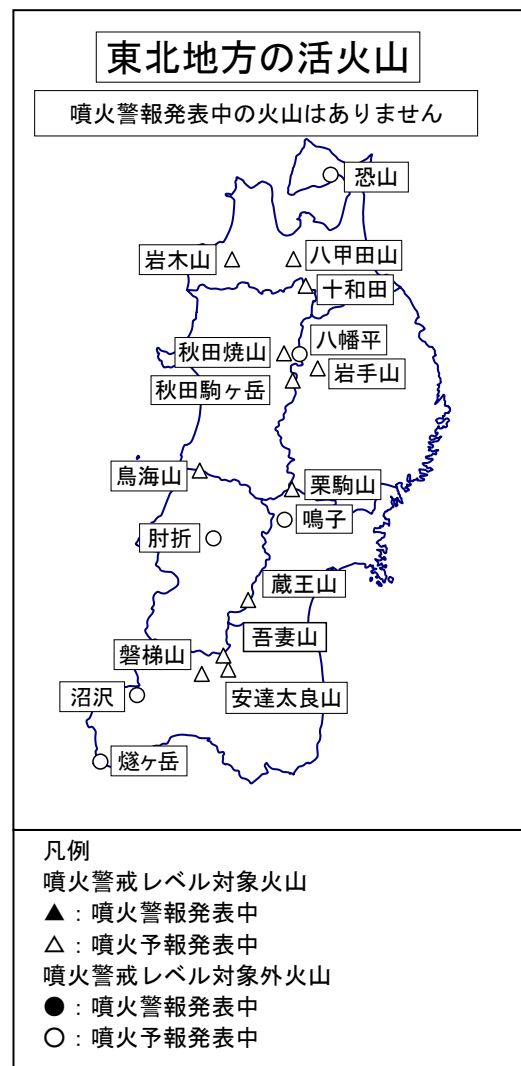 東北地方の活火山
噴火警報発表中の火山はありません
恐山
岩木山
八甲田山
十和田
八幡平
秋田焼山
岩手山
秋田駒ヶ岳
鳥海山
栗駒山
鳴子
肘折
蔵王山
吾妻山
磐梯山
安達太良山
沼沢
燧ヶ岳
凡例
噴火警戒レベル対象火山
▲：噴火警報発表中
△：噴火予報発表中
噴火警戒レベル対象外火山
●：噴火警報発表中
○：噴火予報発表中